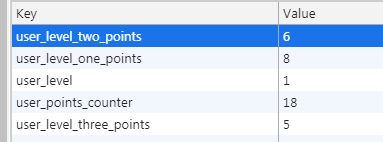 Key Value
user_level_two_points 6
user_level_one_points 8
user_level 1
user_points_counter 18
user_level_three_points 5